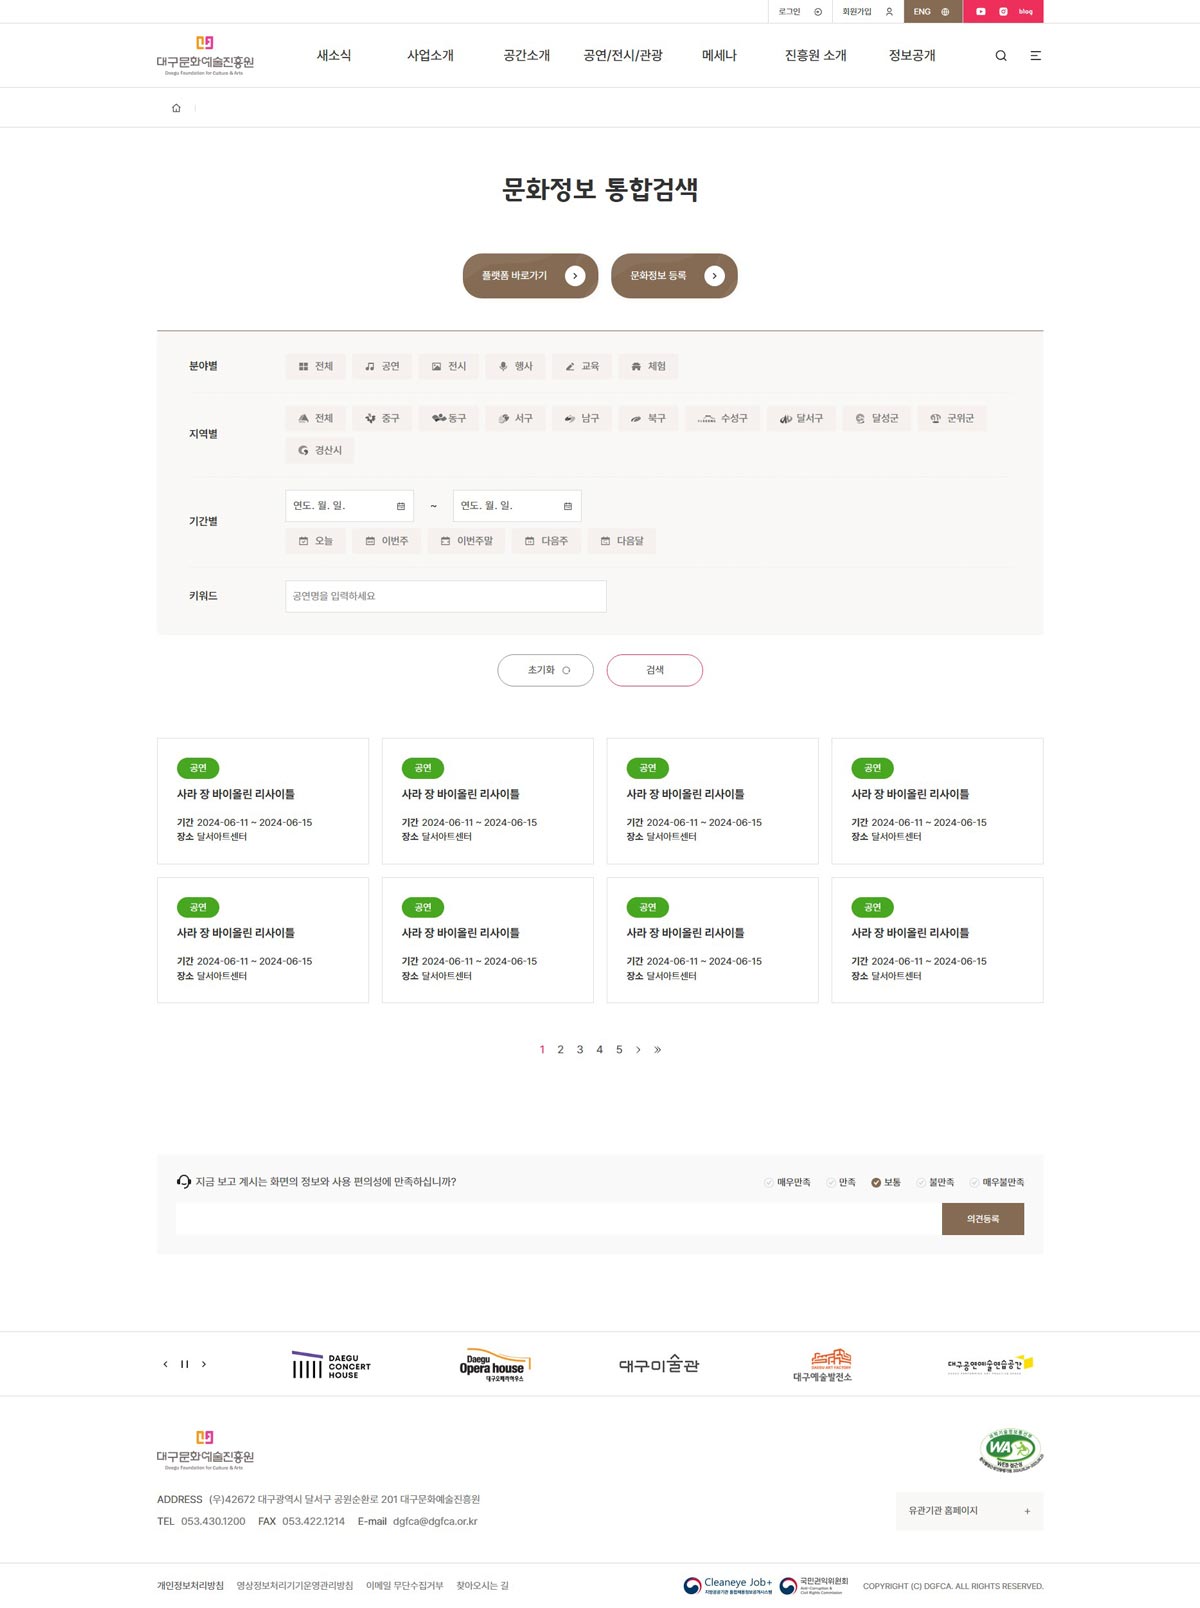 로그인 회원가입 ENG blog
대구문화예술진흥원
Daegu Foundation for Culture & Arts
새소식 사업소개 공간소개 공연/전시/관광 메세나 진흥원 소개 정보공개
문화정보 통합검색
플랫폼 바로가기 문화정보 등록
분야별 전체 공연 전시 행사 교육 체험
지역별 전체 중구 동구 서구 남구 북구 수성구 달서구 달성군 군위군
경산시
기간별 연도. 월. 일. ~ 연도. 월. 일.
오늘 이번주 이번주말 다음주 다음달
키워드 공연명을 입력하세요
초기화 검색
공연 공연 공연 공연
사라 장 바이올린 리사이틀 사라 장 바이올린 리사이틀 사라 장 바이올린 리사이틀 사라 장 바이올린 리사이틀
기간 2024-06-11 ~ 2024-06-15 기간 2024-06-11 ~ 2024-06-15 기간 2024-06-11 ~ 2024-06-15 기간 2024-06-11 ~ 2024-06-15
장소 달서아트센터 장소 달서아트센터 장소 달서아트센터 장소 달서아트센터
공연 공연 공연 공연
사라 장 바이올린 리사이틀 사라 장 바이올린 리사이틀 사라 장 바이올린 리사이틀 사라 장 바이올린 리사이틀
기간 2024-06-11 ~ 2024-06-15 기간 2024-06-11 ~ 2024-06-15 기간 2024-06-11 ~ 2024-06-15 기간 2024-06-11 ~ 2024-06-15
장소 달서아트센터 장소 달서아트센터 장소 달서아트센터 장소 달서아트센터
1 2 3 4 5
지금 보고 계시는 화면의 정보와 사용 편의성에 만족하십니까? 매우만족 만족 보통 불만족 매우불만족
의견등록
DAEGU CONCERT HOUSE
Daegu Opera house 대구오페라하우스
대구미술관
DAEGU ART FACTORY 대구예술발전소
대구공연예술연습공간
대구문화예술진흥원
Daegu Foundation for Culture & Arts
WA WEB 접근성
ADDRESS (우)42672 대구광역시 달서구 공원순환로 201 대구문화예술진흥원
TEL 053.430.1200 FAX 053.422.1214 E-mail dgfca@dgfca.or.kr
유관기관 홈페이지 +
개인정보처리방침 영상정보처리기기운영관리방침 이메일 무단수집거부 찾아오시는 길
Cleaneye Job+
지방공공기관 통합채용정보공개시스템
국민권익위원회
Anti-Corruption &
Civil Rights Commission
COPYRIGHT (C) DGFCA. ALL RIGHTS RESERVED.